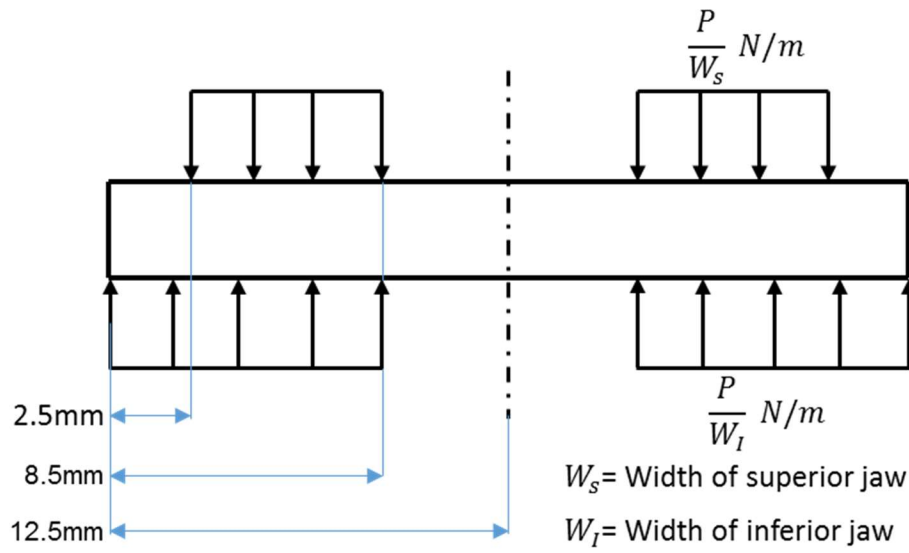 P
W_s N/m
2.5mm
P
W_I N/m
8.5mm
W_s= Width of superior jaw
12.5mm
W_I= Width of inferior jaw